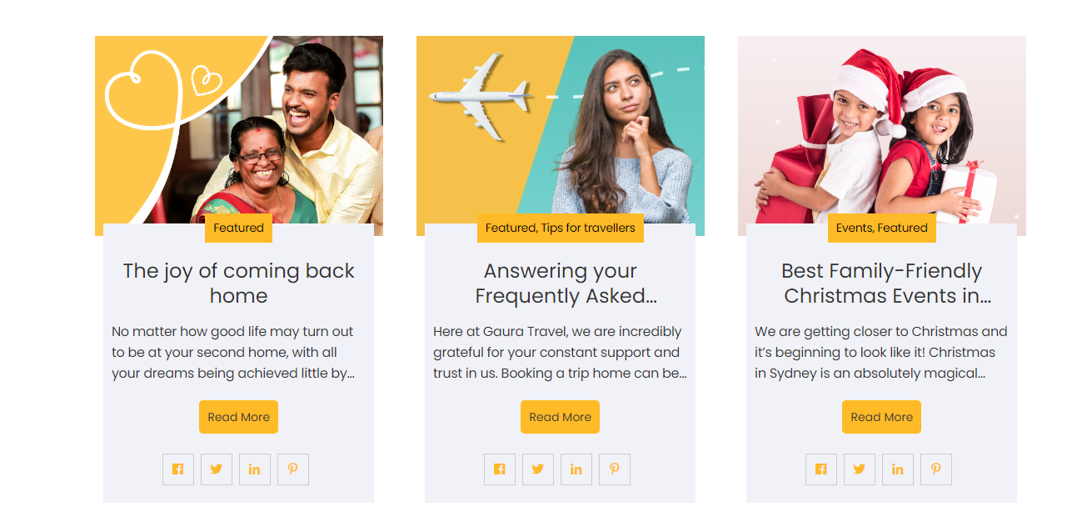 Featured
The joy of coming back
home
No matter how good life may turn out
to be at your second home, with all
your dreams being achieved little by...
Read More
Featured, Tips for travellers
Answering your
Frequently Asked...
Here at Gaura Travel, we are incredibly
grateful for your constant support and
trust in us. Booking a trip home can be...
Read More
Events, Featured
Best Family-Friendly
Christmas Events in...
We are getting closer to Christmas and
it’s beginning to look like it! Christmas
in Sydney is an absolutely magical...
Read More